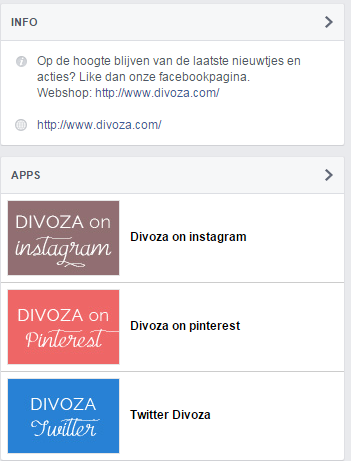 INFO
Op de hoogte blijven van de laatste nieuwtjes en
acties? Like dan onze facebookpagina.
Webshop: http://www.divoza.com/
http://www.divoza.com/
APPS
DIVOZA on
instagram
Divoza on instagram
DIVOZA on
Pinterest
Divoza on pinterest
DIVOZA
Twitter
Twitter Divoza